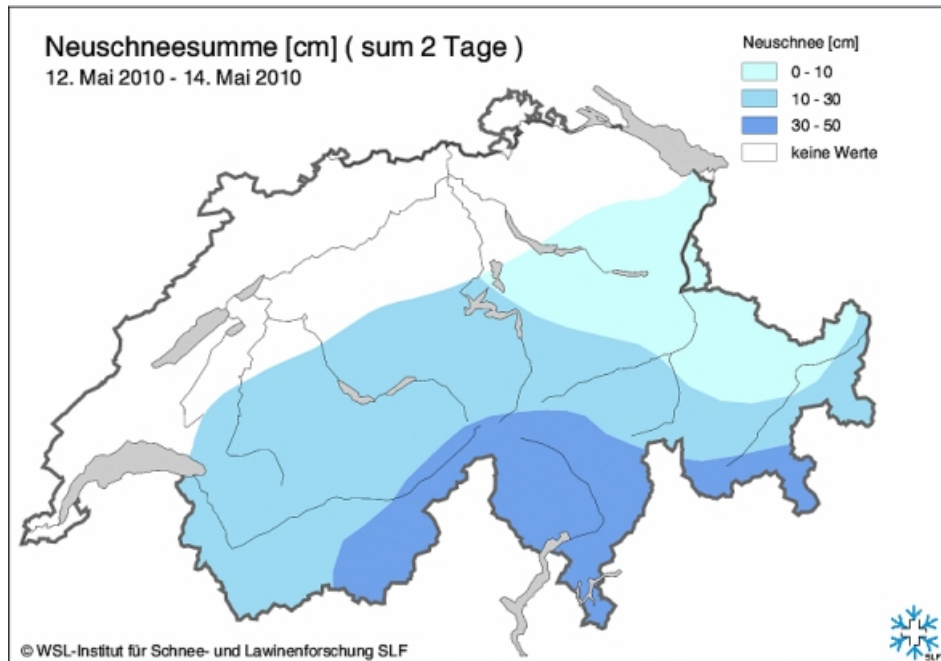 Neuschneesumme [cm] ( sum 2 Tage )
12. Mai 2010 - 14. Mai 2010
Neuschnee [cm]
0 - 10
10 - 30
30 - 50
keine Werte
© WSL-Institut für Schnee- und Lawinenforschung SLF
SLF